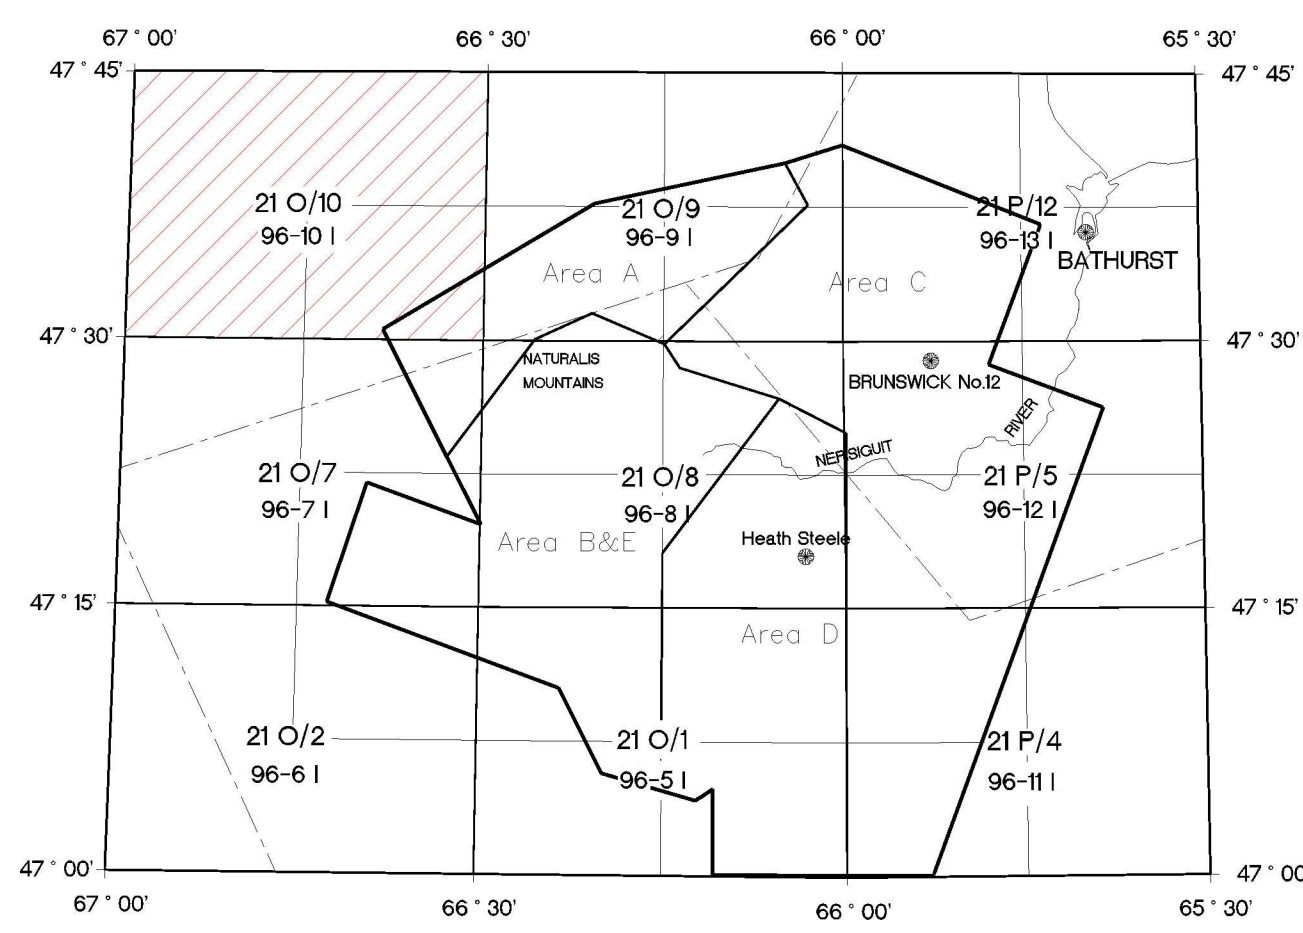 67° 00' 66° 30' 66° 00' 65° 30'
47° 45' 47° 45'
21 O/10 21 O/9 21 P/12
96-10 I 96-9 I 96-13 I
BATHURST
Area A Area C
47° 30' 47° 30'
NATURALIS
MOUNTAINS
BRUNSWICK No.12
RIVER
NEPISIGUIT
21 O/7 21 O/8 21 P/5
96-7 I 96-8 I 96-12 I
Area B&E Heath Steele
47° 15' 47° 15'
Area D
21 O/2 21 O/1 21 P/4
96-6 I 96-5 I 96-11 I
47° 00' 47° 00
67° 00' 66° 30' 66° 00' 65° 30'